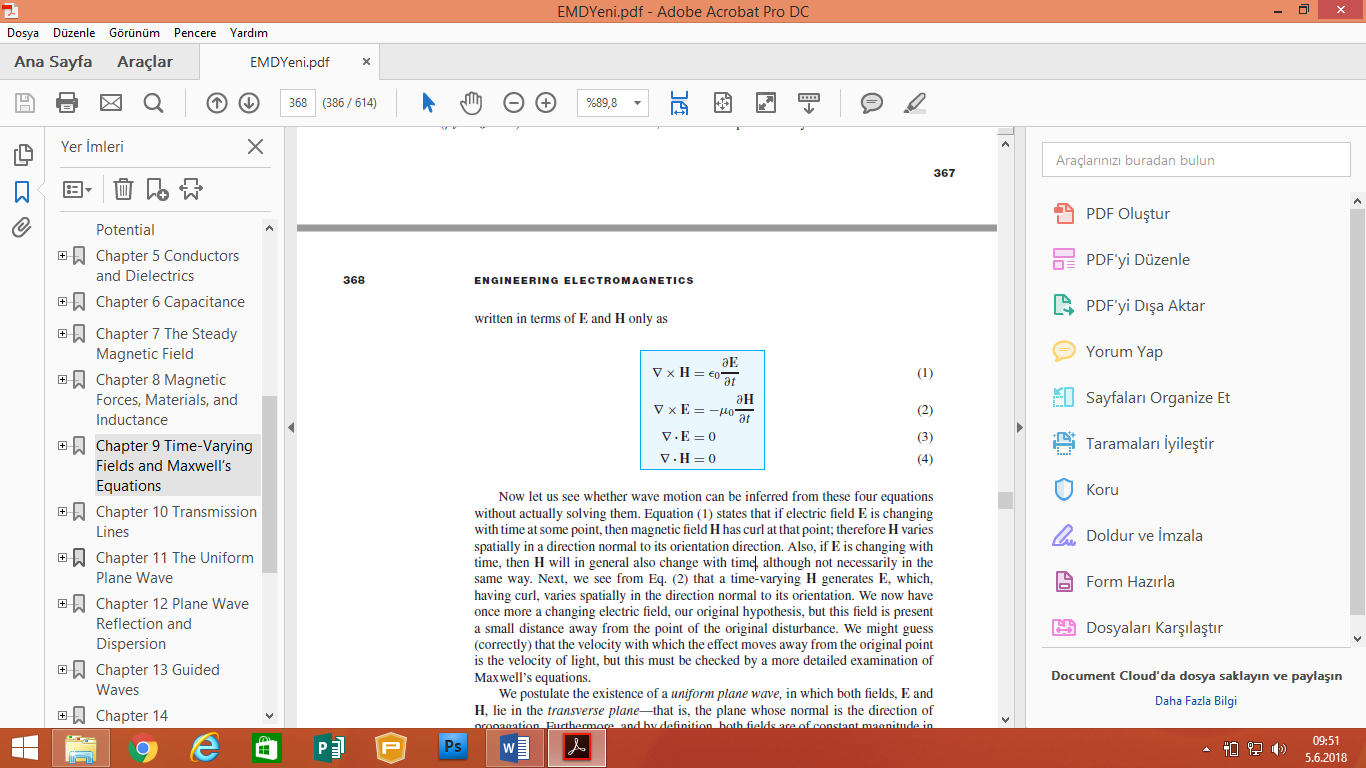 EMDYeni.pdf - Adobe Acrobat Pro DC
Dosya Düzenle Görünüm Pencere Yardım
Ana Sayfa Araçlar EMDYeni.pdf ×
368 (386 / 614) %89,8
Yer İmleri
Potential
Chapter 5 Conductors
and Dielectrics
Chapter 6 Capacitance
Chapter 7 The Steady
Magnetic Field
Chapter 8 Magnetic
Forces, Materials, and
Inductance
Chapter 9 Time-Varying
Fields and Maxwell's
Equations
Chapter 10 Transmission
Lines
Chapter 11 The Uniform
Plane Wave
Chapter 12 Plane Wave
Reflection and
Dispersion
Chapter 13 Guided
Waves
Chapter 14
367
368 ENGINEERING ELECTROMAGNETICS
written in terms of E and H only as
∇ × H = ϵ₀ ∂E/∂t (1)
∇ × E = −μ₀ ∂H/∂t (2)
∇ · E = 0 (3)
∇ · H = 0 (4)
Now let us see whether wave motion can be inferred from these four equations
without actually solving them. Equation (1) states that if electric field E is changing
with time at some point, then magnetic field H has curl at that point; therefore H varies
spatially in a direction normal to its orientation direction. Also, if E is changing with
time, then H will in general also change with time, although not necessarily in the
same way. Next, we see from Eq. (2) that a time-varying H generates E, which,
having curl, varies spatially in the direction normal to its orientation. We now have
once more a changing electric field, our original hypothesis, but this field is present
a small distance away from the point of the original disturbance. We might guess
(correctly) that the velocity with which the effect moves away from the original point
is the velocity of light, but this must be checked by a more detailed examination of
Maxwell's equations.
We postulate the existence of a uniform plane wave, in which both fields, E and
H, lie in the transverse plane—that is, the plane whose normal is the direction of
propagation. Furthermore, and by definition, both fields are of constant magnitude in
Araçlarınızı buradan bulun
PDF Oluştur
PDF'yi Düzenle
PDF'yi Dışa Aktar
Yorum Yap
Sayfaları Organize Et
Taramaları İyileştir
Koru
Doldur ve İmzala
Form Hazırla
Dosyaları Karşılaştır
Document Cloud'da dosya saklayın ve paylaşın
Daha Fazla Bilgi
09:51
5.6.2018